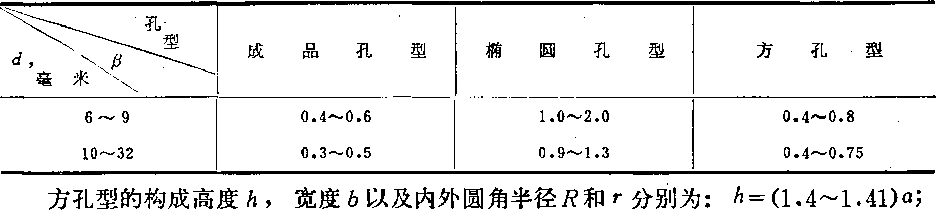 孔型
β
d，毫米
成品孔型 椭圆孔型 方孔型
6～9 0.4～0.6 1.0～2.0 0.4～0.8
10～32 0.3～0.5 0.9～1.3 0.4～0.75
方孔型的构成高度h， 宽度b以及内外圆角半径R和r分别为：h＝(1.4～1.41)a；